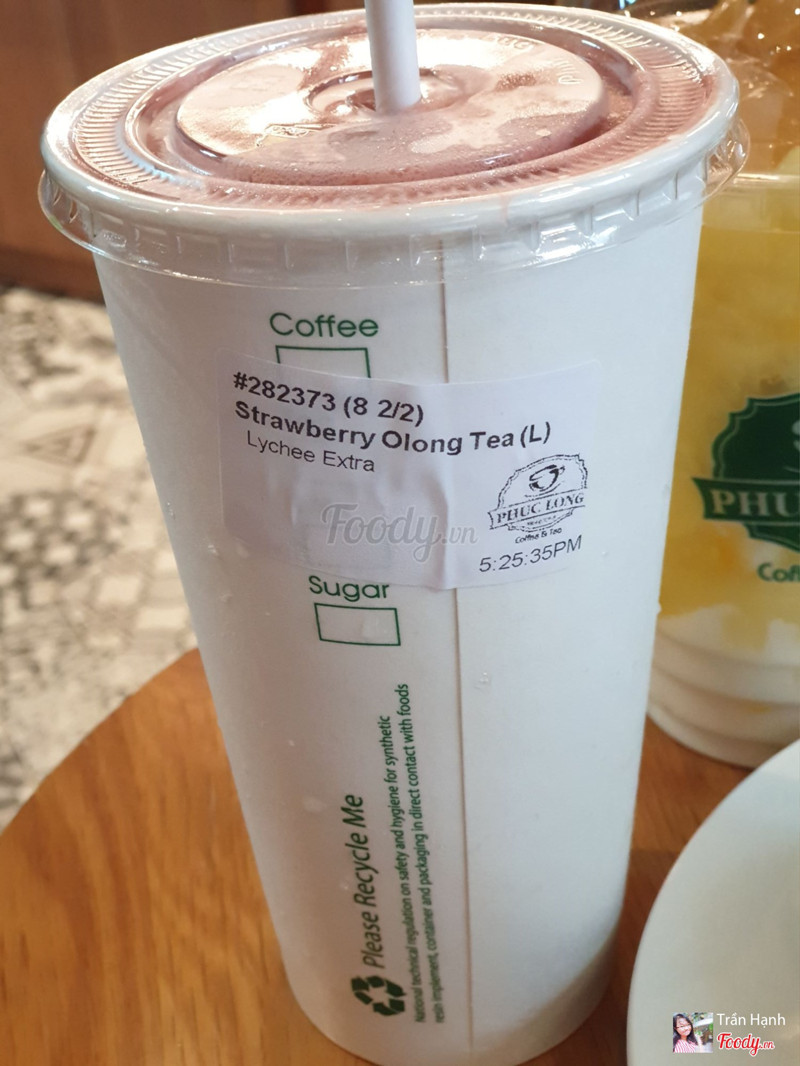 Coffee
#282373 (8 2/2)
Strawberry Olong Tea (L)
Lychee Extra
PHUC LONG
Coffee & Tea
5:25:35PM
Foody.vn
Sugar
Please Recycle Me
National technical regulation on safety and hygiene for synthetic
resin implement, container and packaging in direct contact with foods
PHUC
Trần Hạnh
Foody.vn